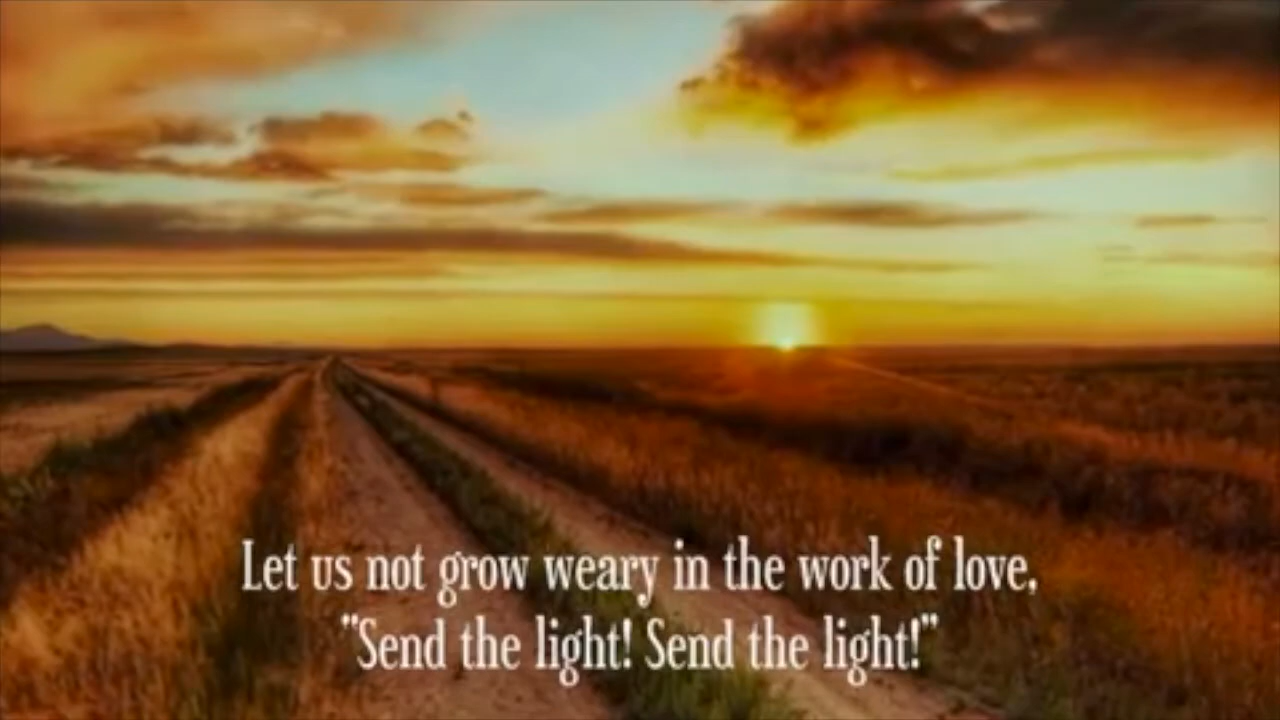 Let us not grow weary in the work of love,
"Send the light! Send the light!"